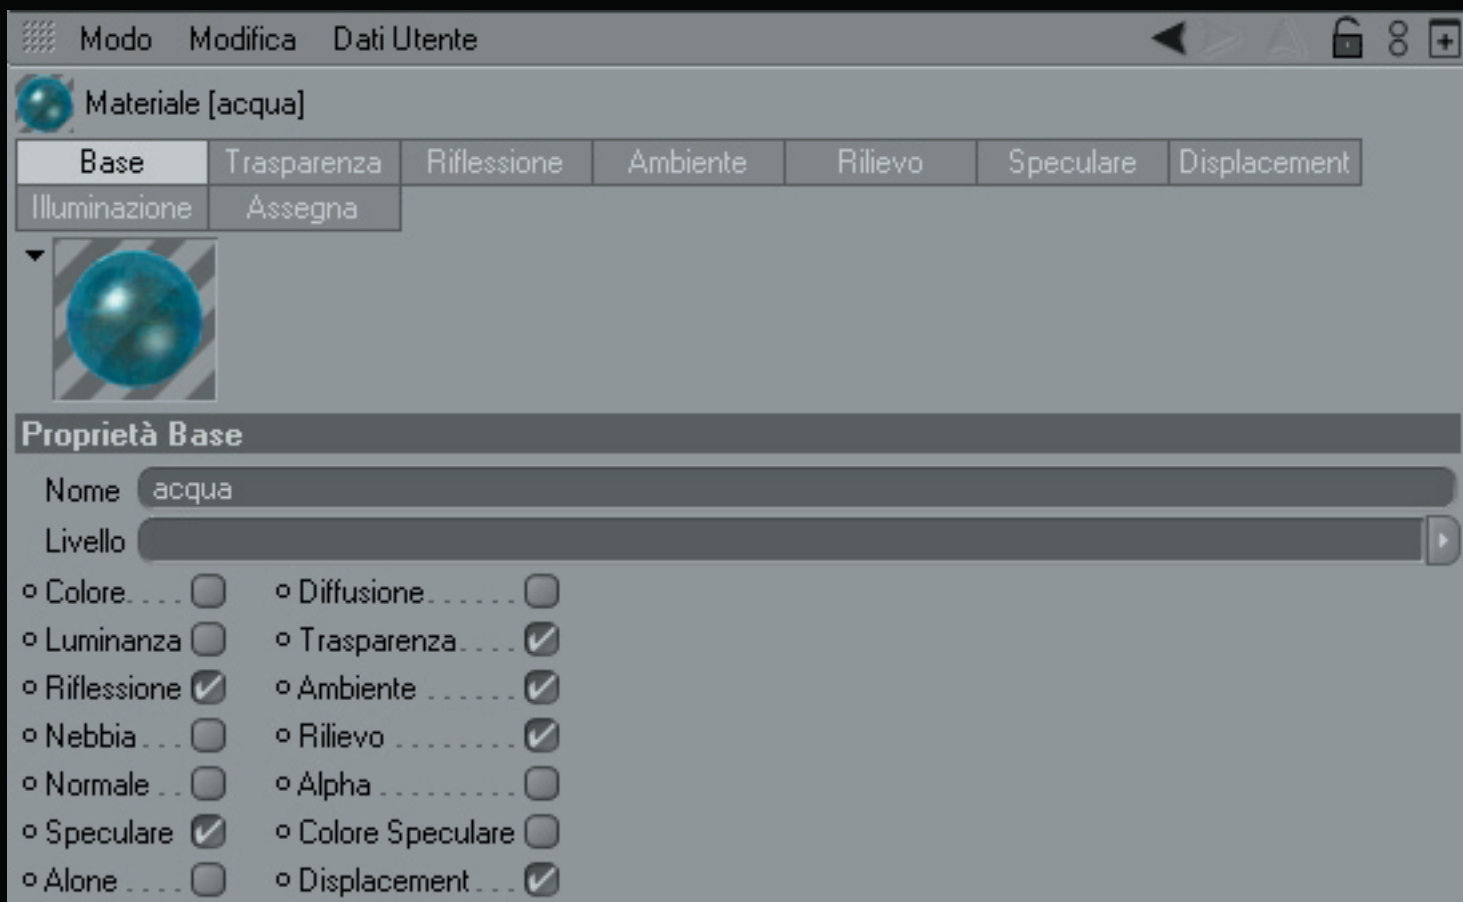 Modo Modifica Dati Utente
Materiale [acqua]
Base Trasparenza Riflessione Ambiente Rilievo Speculare Displacement
Illuminazione Assegna
Proprietà Base
Nome acqua
Livello
Colore.... Diffusione......
Luminanza Trasparenza....
Riflessione Ambiente ......
Nebbia... Rilievo ........
Normale .. Alpha .........
Speculare Colore Speculare
Alone .... Displacement...